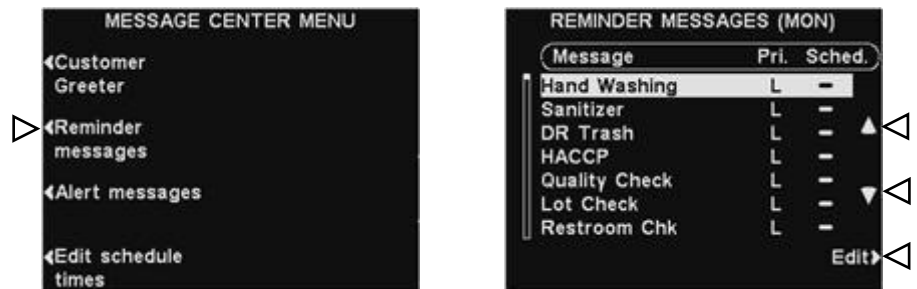 MESSAGE CENTER MENU
Customer
Greeter
Reminder
messages
Alert messages
Edit schedule
times
REMINDER MESSAGES (MON)
Message Pri. Sched.
Hand Washing L –
Sanitizer L –
DR Trash L –
HACCP L –
Quality Check L –
Lot Check L –
Restroom Chk L –
Edit